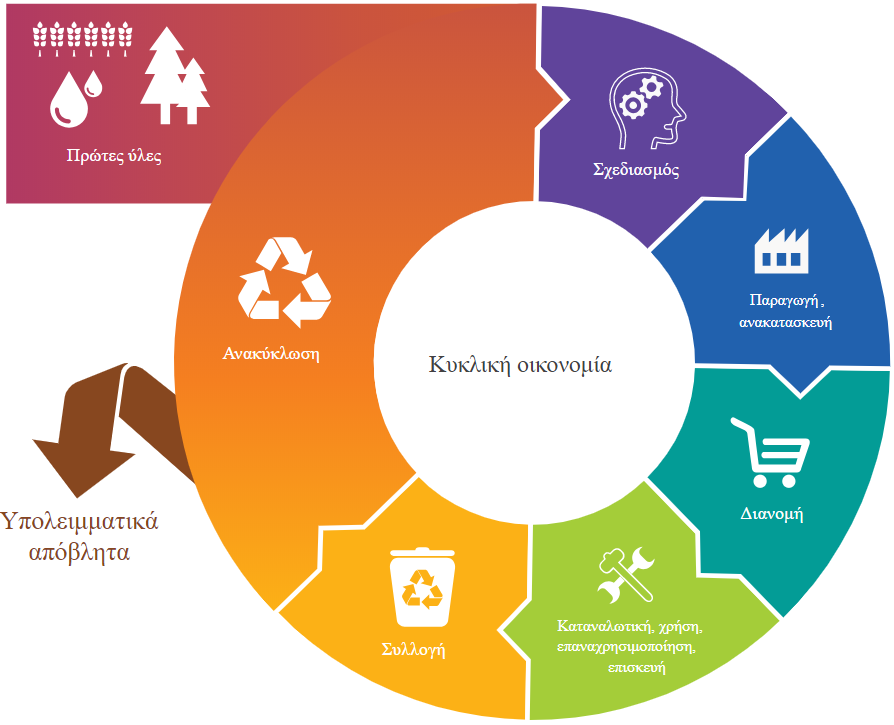 Πρώτες ύλες
Σχεδιασμός
Παραγωγή ,
ανακατασκευή
Διανομή
Καταναλωτική, χρήση,
επαναχρησιμοποίηση,
επισκευή
Συλλογή
Ανακύκλωση
Υπολειμματικά
απόβλητα
Κυκλική οικονομία